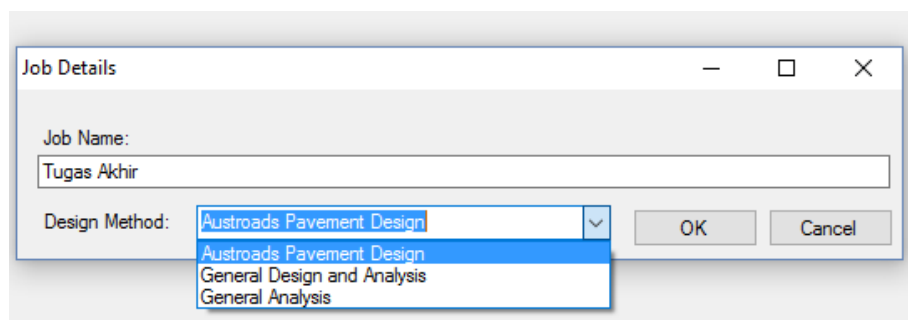 Job Details
Job Name:
Tugas Akhir
Design Method:
Austroads Pavement Design
OK
Cancel
Austroads Pavement Design
General Design and Analysis
General Analysis